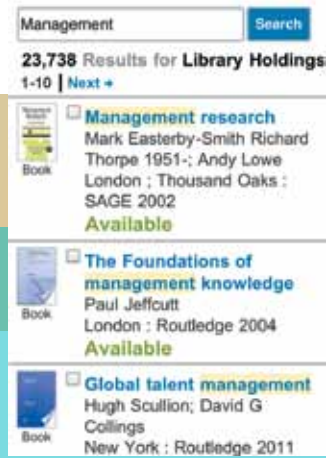 Management Search
23,738 Results for Library Holdings
1-10 | Next →
Management research
Mark Easterby-Smith Richard
Thorpe 1951-; Andy Lowe
London ; Thousand Oaks :
SAGE 2002
Available
Book
The Foundations of
management knowledge
Paul Jeffcutt
London : Routledge 2004
Available
Book
Global talent management
Hugh Scullion; David G
Collings
New York : Routledge 2011
Book